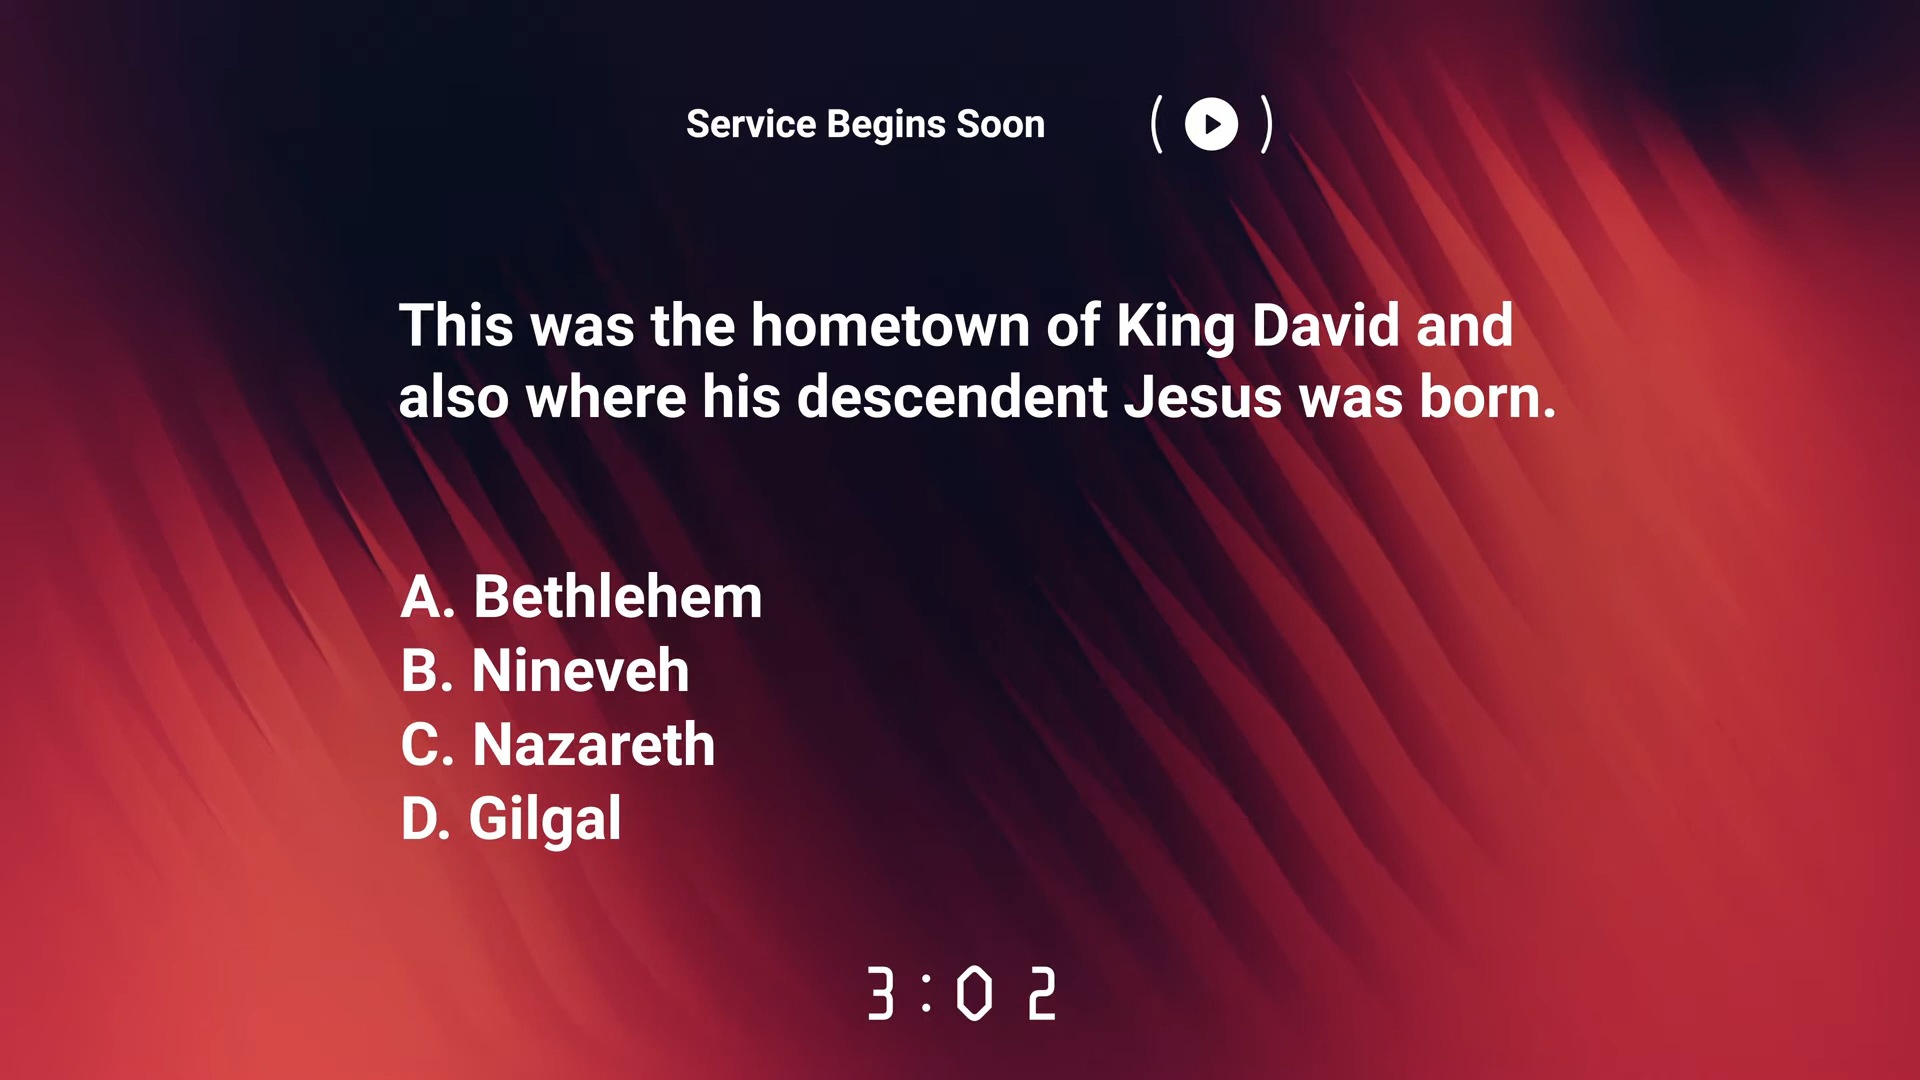 Service Begins Soon
This was the hometown of King David and
also where his descendent Jesus was born.
A. Bethlehem
B. Nineveh
C. Nazareth
D. Gilgal
3:02